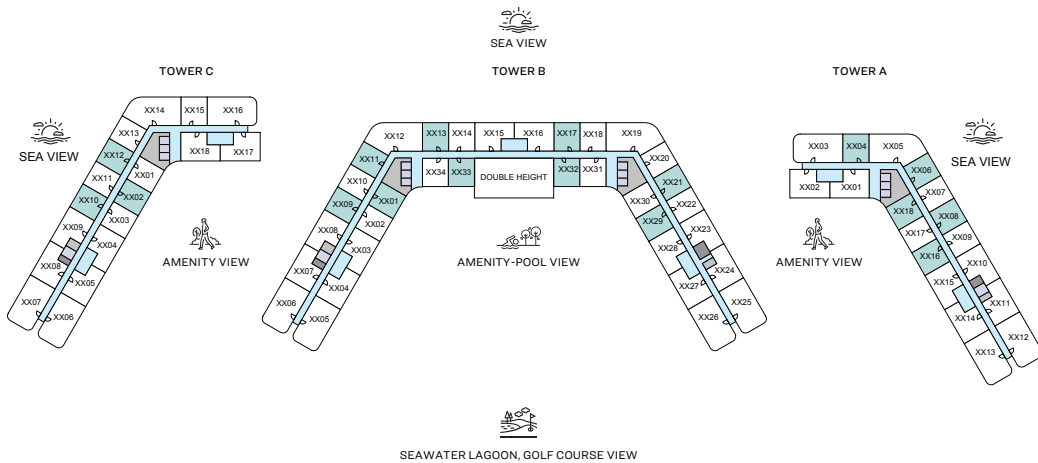 SEA VIEW
TOWER C
TOWER B
TOWER A
SEA VIEW
SEA VIEW
XX14
XX15
XX16
XX13
XX18
XX17
XX12
XX01
XX11
XX02
XX10
XX03
XX09
XX04
XX08
XX05
XX07
XX06
AMENITY VIEW
XX12
XX13
XX14
XX15
XX16
XX17
XX18
XX19
XX11
XX34
XX33
DOUBLE HEIGHT
XX32
XX31
XX20
XX10
XX01
XX30
XX21
XX09
XX02
XX29
XX22
XX08
XX03
XX28
XX23
XX07
XX04
XX27
XX24
XX06
XX05
XX26
XX25
AMENITY-POOL VIEW
XX03
XX04
XX05
XX02
XX01
XX06
XX18
XX07
XX17
XX08
XX16
XX09
XX15
XX10
XX14
XX11
XX13
XX12
AMENITY VIEW
SEAWATER LAGOON, GOLF COURSE VIEW